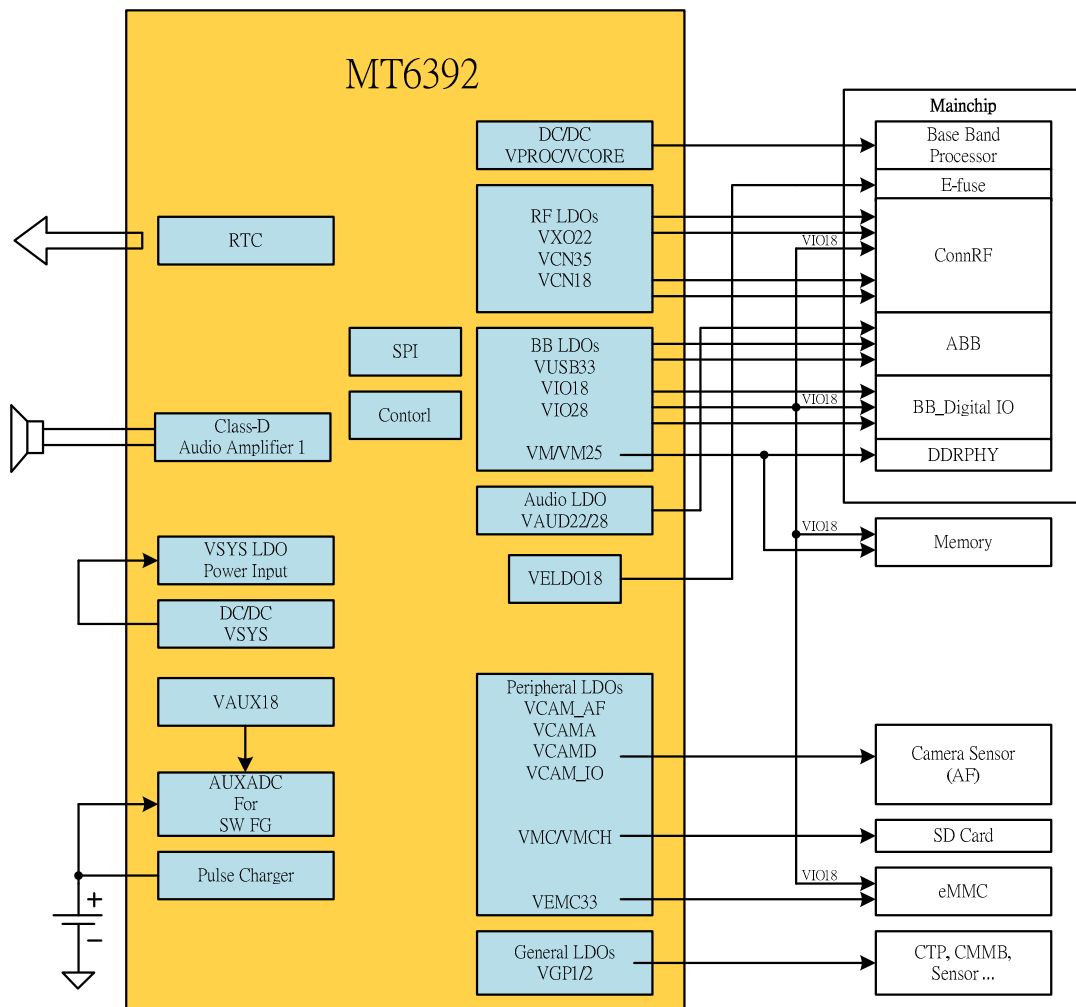 MT6392
Mainchip
DC/DC
VPROC/VCORE
Base Band
Processor
E-fuse
RTC
RF LDOs
VXO22
VCN35
VCN18
VIO18
ConnRF
SPI
BB LDOs
VUSB33
VIO18
VIO28
VM/VM25
ABB
Contorl
VIO18
BB_Digital IO
Class-D
Audio Amplifier 1
DDRPHY
Audio LDO
VAUD22/28
VIO18
Memory
VSYS LDO
Power Input
VELDO18
DC/DC
VSYS
VAUX18
Peripheral LDOs
VCAM_AF
VCAMA
VCAMD
VCAM_IO
Camera Sensor
(AF)
AUXADC
For
SW FG
VMC/VMCH
SD Card
Pulse Charger
VIO18
eMMC
VEMC33
+
−
General LDOs
VGP1/2
CTP, CMMB,
Sensor ...